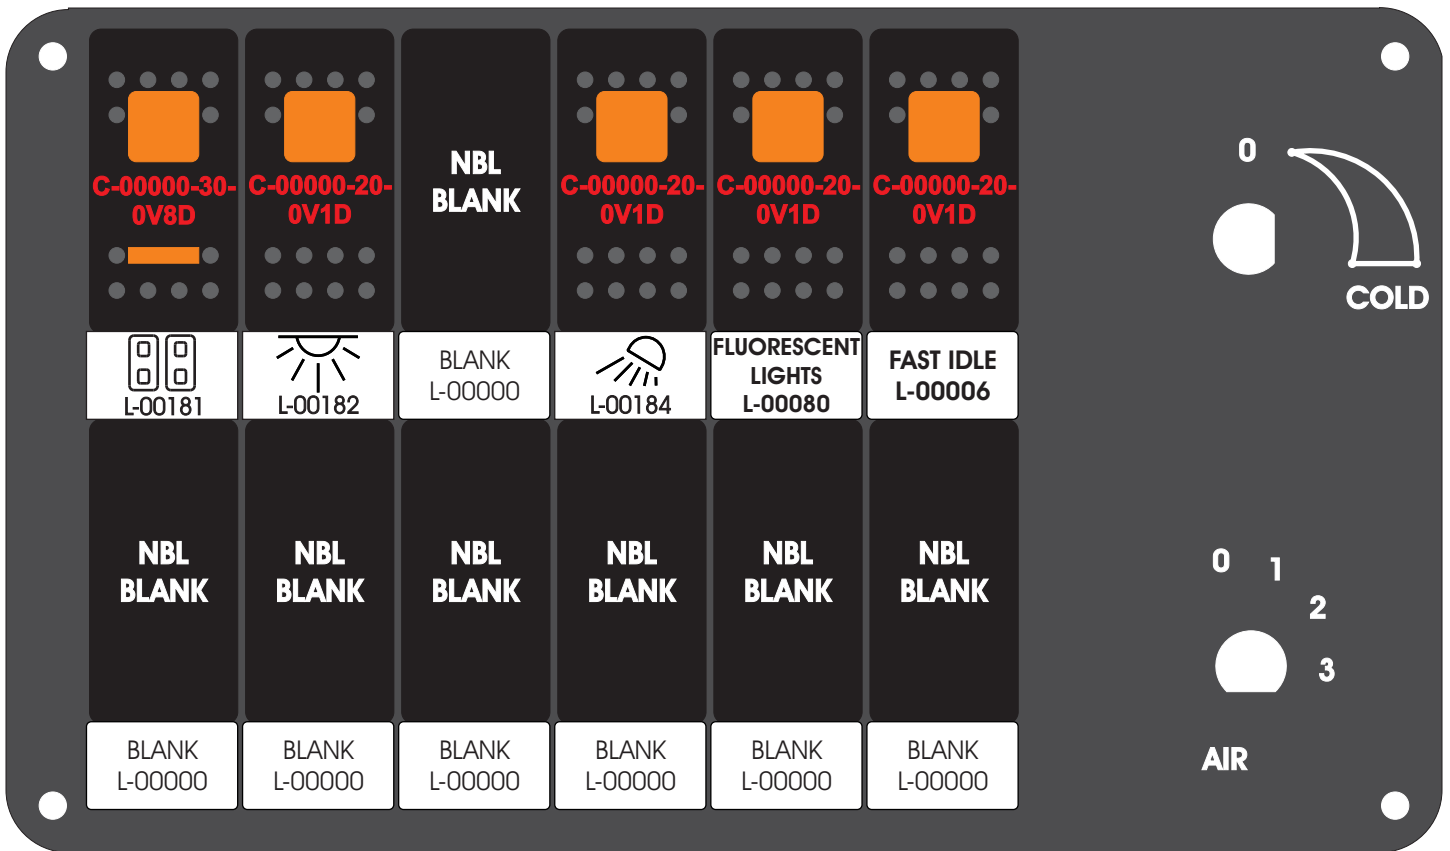 C-00000-30-
0V8D
C-00000-20-
0V1D
NBL
BLANK
C-00000-20-
0V1D
C-00000-20-
0V1D
C-00000-20-
0V1D
L-00181
L-00182
BLANK
L-00000
L-00184
FLUORESCENT
LIGHTS
L-00080
FAST IDLE
L-00006
NBL
BLANK
NBL
BLANK
NBL
BLANK
NBL
BLANK
NBL
BLANK
NBL
BLANK
BLANK
L-00000
BLANK
L-00000
BLANK
L-00000
BLANK
L-00000
BLANK
L-00000
BLANK
L-00000
0
COLD
0
1
2
3
AIR